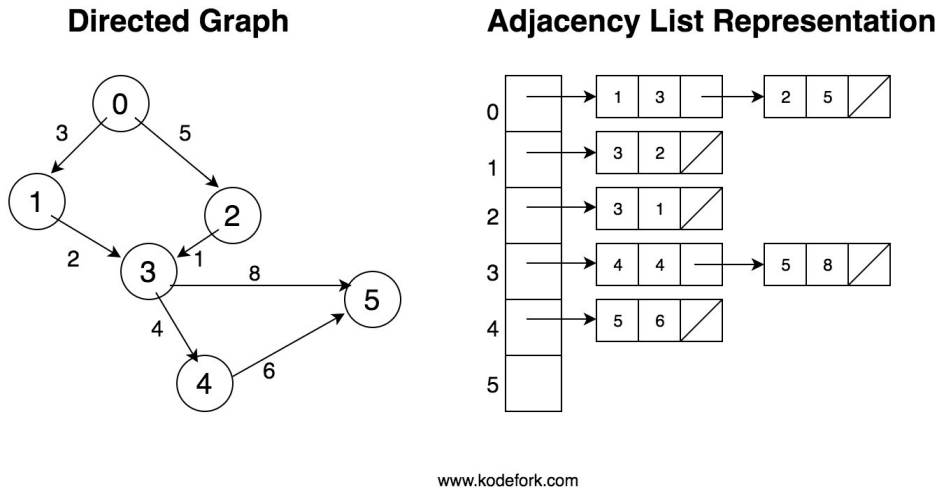 Directed Graph
Adjacency List Representation
0
3
5
1
2
2
1
3
8
5
4
4
6
0 1 3 2 5
1 3 2
2 3 1
3 4 4 5 8
4 5 6
5
www.kodefork.com